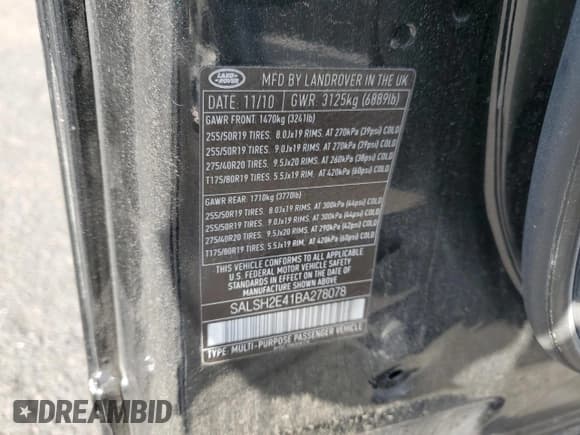 LAND-
ROVER
MFD BY LANDROVER IN THE UK
DATE: 11/10 GWR: 3125kg (6889lb)
GAWR FRONT: 1470kg (3241lb)
255/50R19 TIRES. 8.0Jx19 RIMS. AT 270kPa (39psi) COLD
255/50R19 TIRES. 9.0Jx19 RIMS. AT 270kPa (39psi) COLD
275/40R20 TIRES. 9.5Jx20 RIMS. AT 260kPa (38psi) COLD
T175/80R19 TIRES. 5.5Jx19 RIM. AT 420kPa (60psi) COLD
GAWR REAR: 1710kg (3770lb)
255/50R19 TIRES. 8.0Jx19 RIMS. AT 300kPa (44psi) COLD
255/50R19 TIRES. 9.0Jx19 RIMS. AT 300kPa (44psi) COLD
275/40R20 TIRES. 9.5Jx20 RIMS. AT 290kPa (42psi) COLD
T175/80R19 TIRES. 5.5Jx19 RIM. AT 420kPa (60psi) COLD
THIS VEHICLE CONFORMS TO ALL APPLICABLE
U.S. FEDERAL MOTOR VEHICLE SAFETY
STANDARDS IN EFFECT ON THE DATE OF
MANUFACTURE SHOWN ABOVE
SALSH2E41BA278078
TYPE: MULTI-PURPOSE PASSENGER VEHICLE
DREAMBID